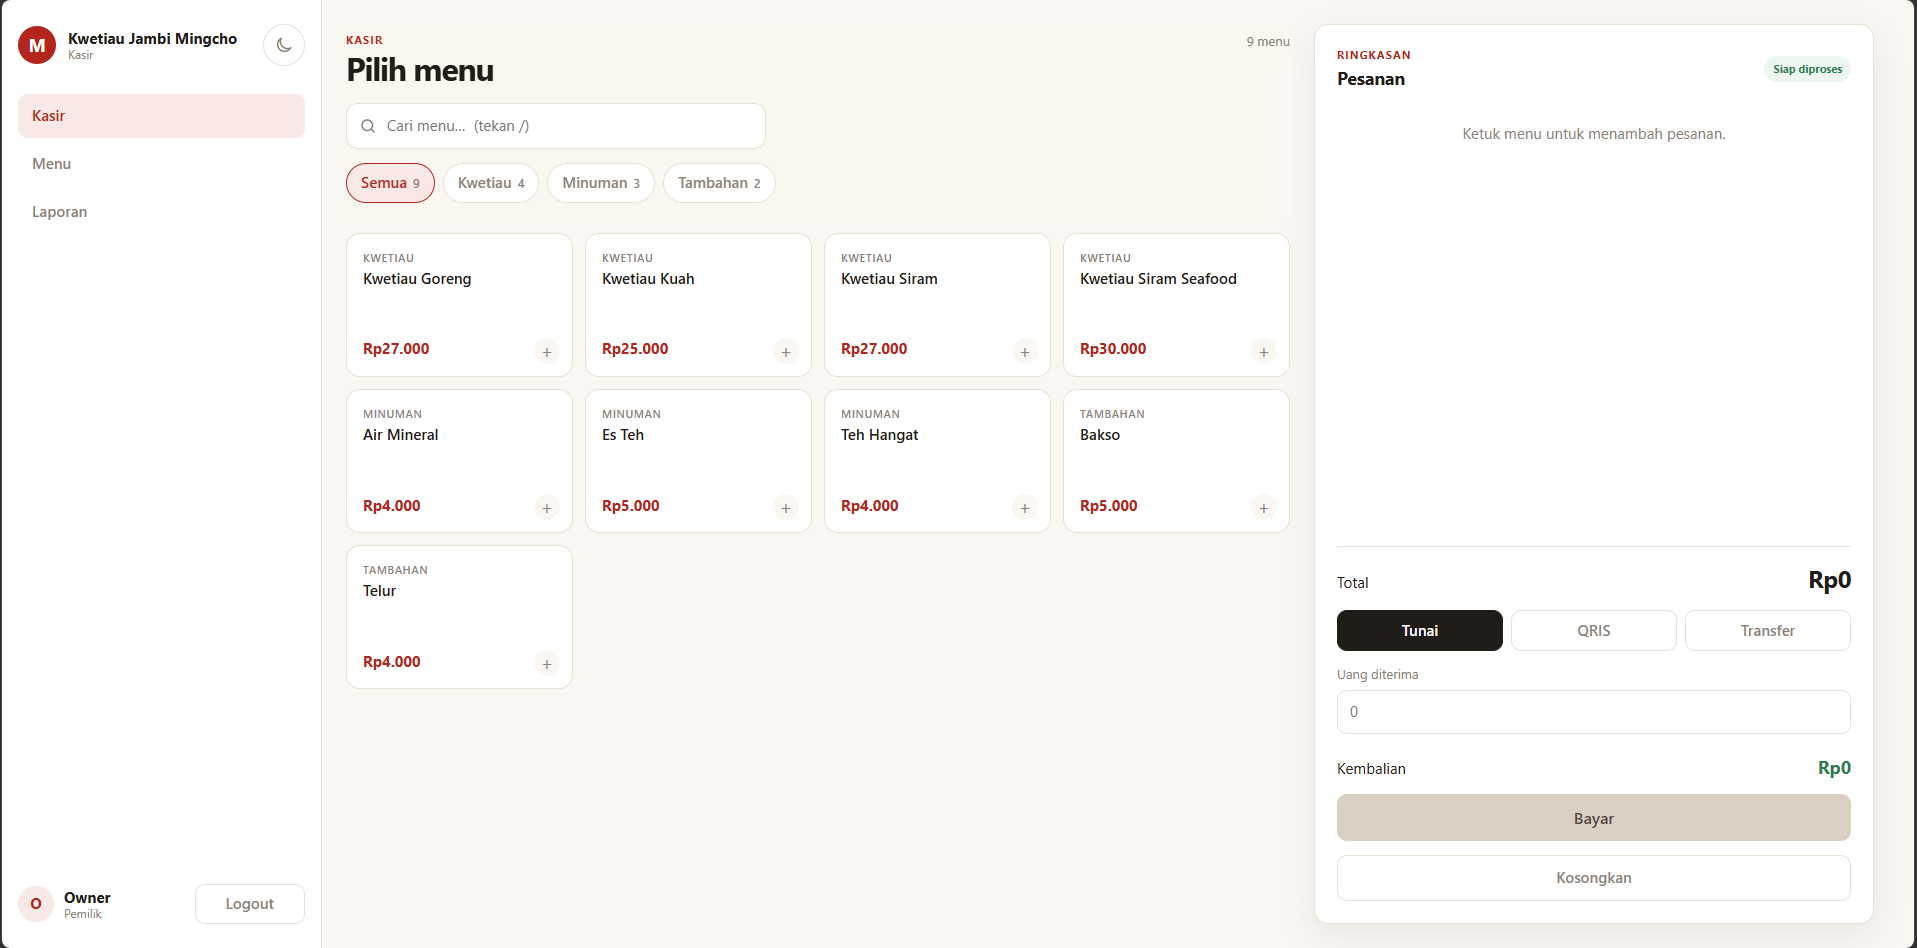 M
Kwetiau Jambi Mingcho
Kasir
Kasir
Menu
Laporan
O
Owner
Pemilik
Logout
KASIR
Pilih menu
9 menu
Cari menu... (tekan /)
Semua 9
Kwetiau 4
Minuman 3
Tambahan 2
KWETIAU
Kwetiau Goreng
Rp27.000
+
KWETIAU
Kwetiau Kuah
Rp25.000
+
KWETIAU
Kwetiau Siram
Rp27.000
+
KWETIAU
Kwetiau Siram Seafood
Rp30.000
+
MINUMAN
Air Mineral
Rp4.000
+
MINUMAN
Es Teh
Rp5.000
+
MINUMAN
Teh Hangat
Rp4.000
+
TAMBAHAN
Bakso
Rp5.000
+
TAMBAHAN
Telur
Rp4.000
+
RINGKASAN
Pesanan
Siap diproses
Ketuk menu untuk menambah pesanan.
Total
Rp0
Tunai
QRIS
Transfer
Uang diterima
0
Kembalian
Rp0
Bayar
Kosongkan